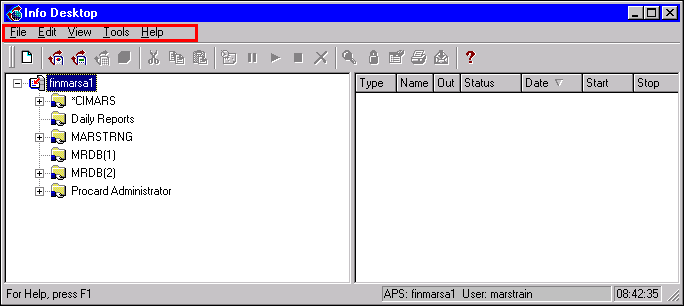 Info Desktop
File Edit View Tools Help
finmarsa1
*CIMARS
Daily Reports
MARSTRNG
MRDB(1)
MRDB(2)
Procard Administrator
Type Name Out Status Date Start Stop
For Help, press F1
APS: finmarsa1 User: marstrain
08:42:35